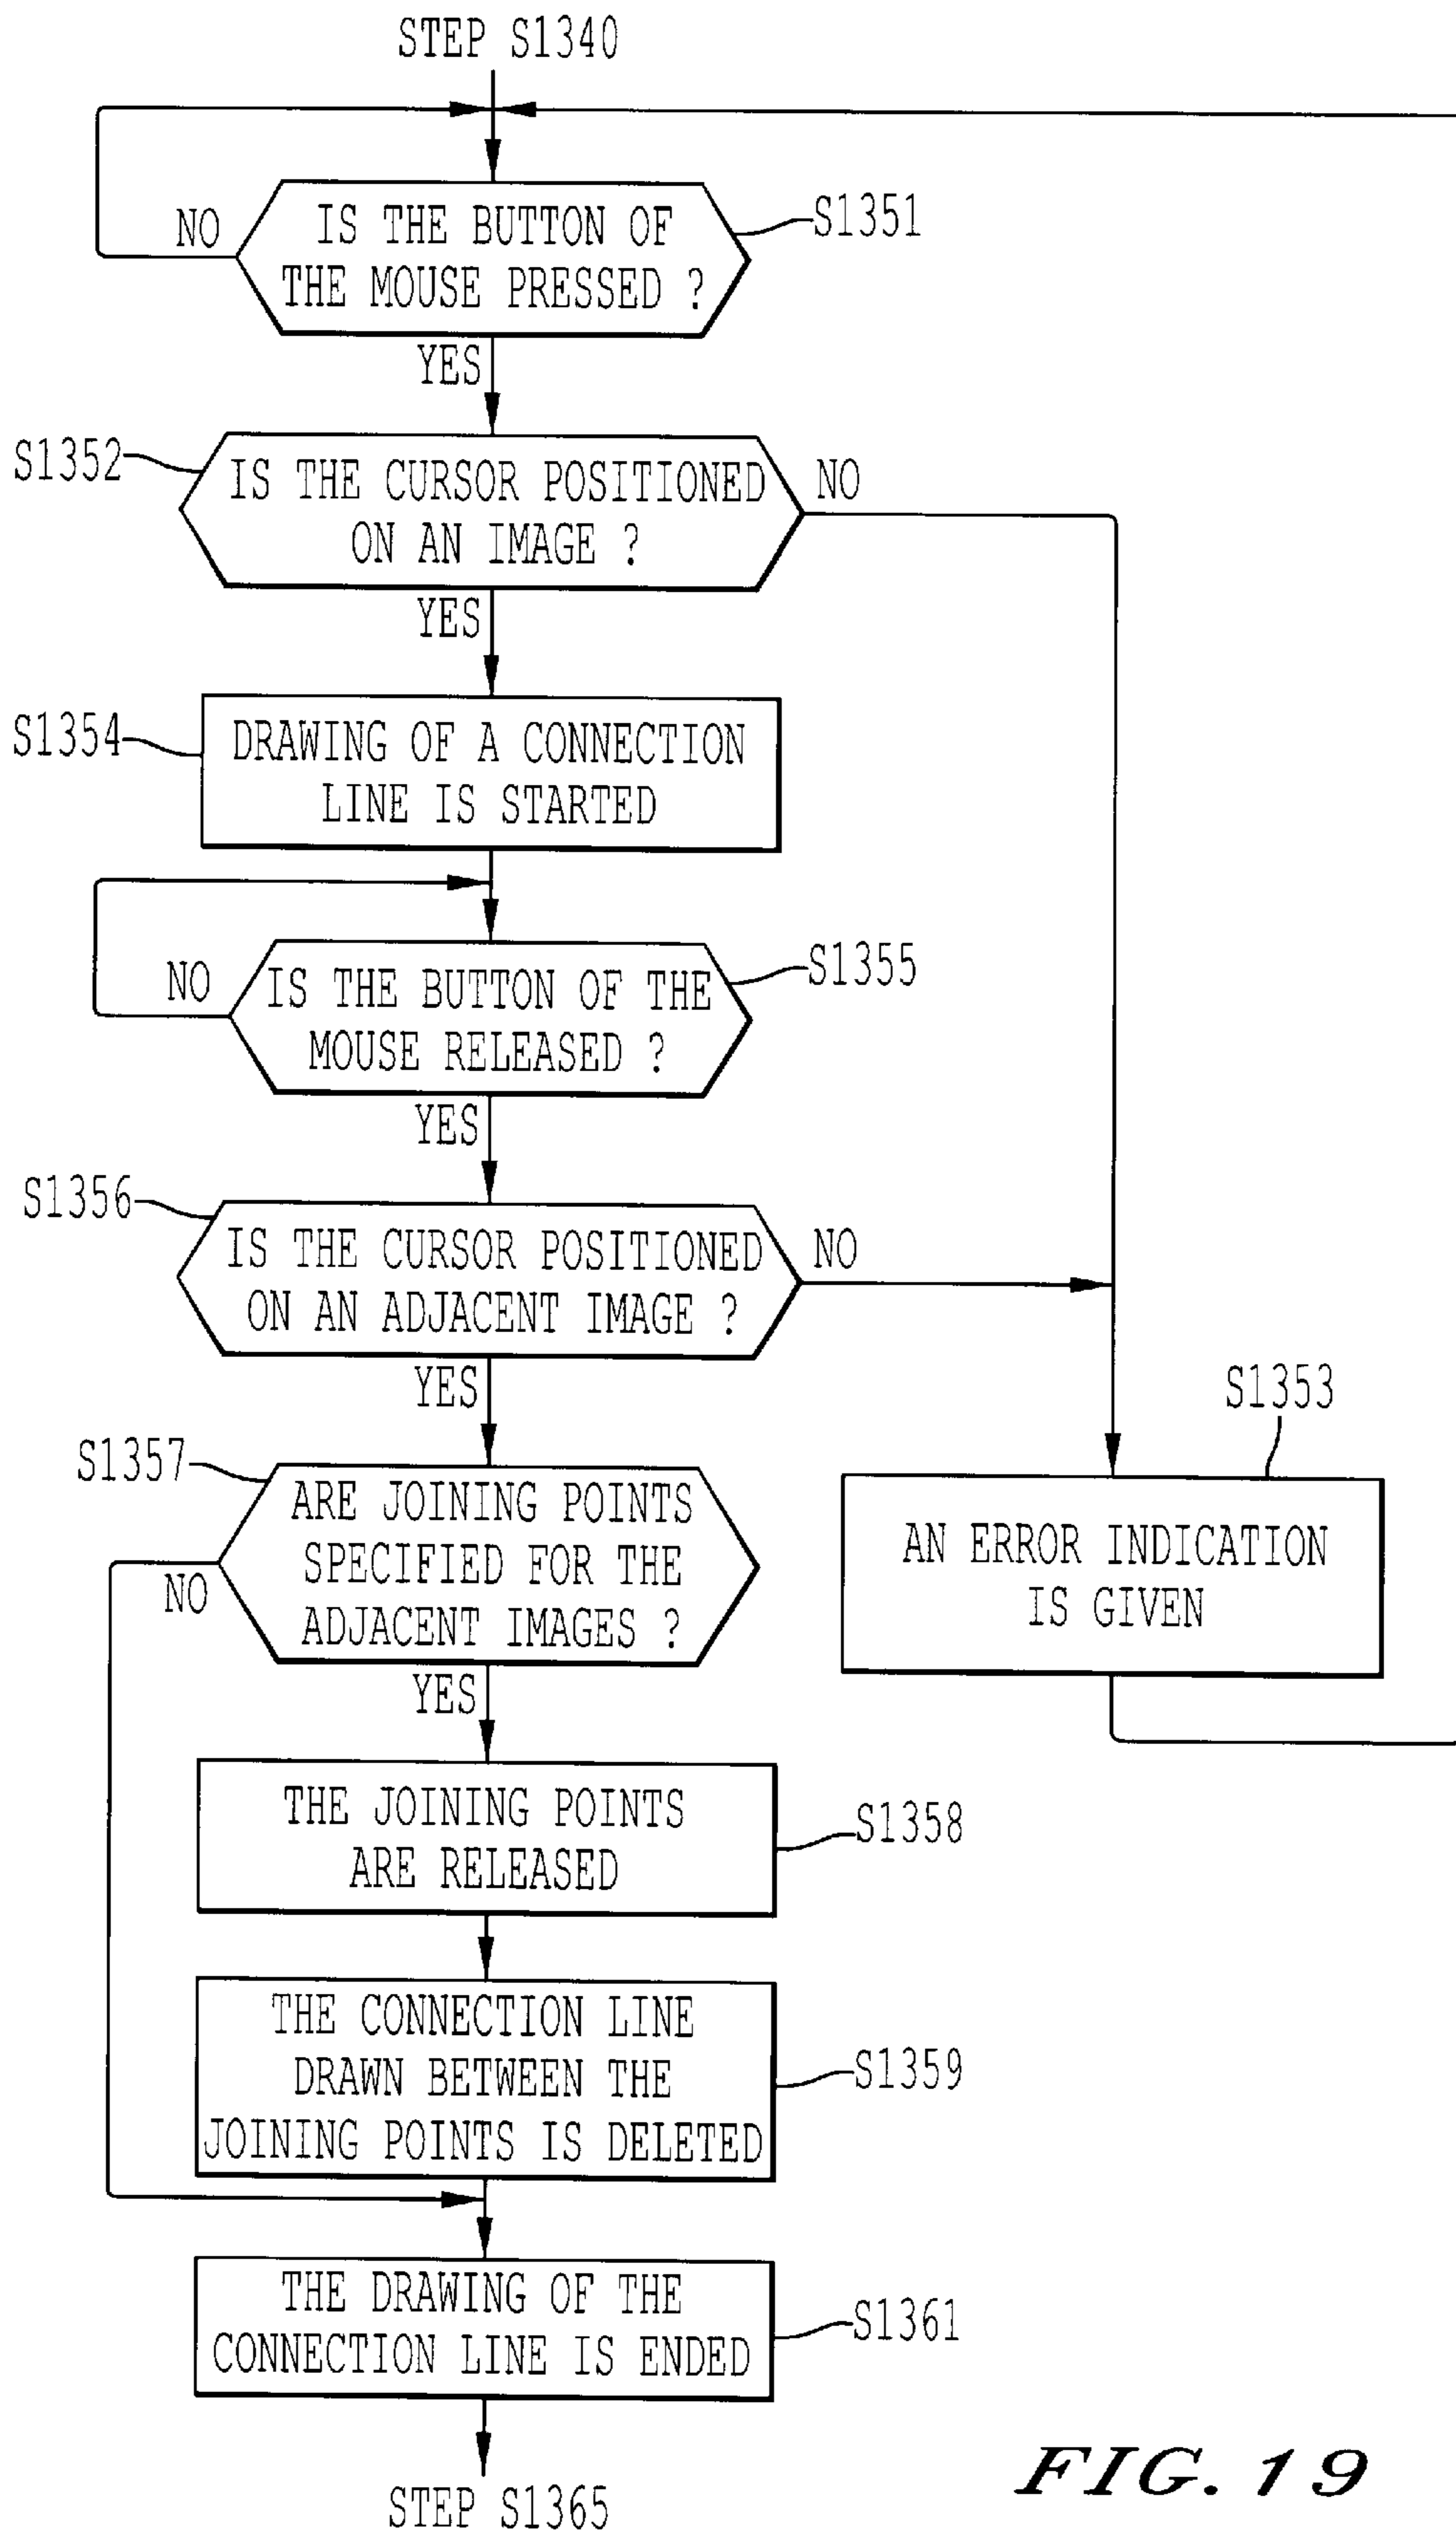 STEP S1340
NO
IS THE BUTTON OF
THE MOUSE PRESSED ?
S1351
YES
S1352
IS THE CURSOR POSITIONED
ON AN IMAGE ?
NO
YES
S1354
DRAWING OF A CONNECTION
LINE IS STARTED
NO
IS THE BUTTON OF THE
MOUSE RELEASED ?
S1355
YES
S1356
IS THE CURSOR POSITIONED
ON AN ADJACENT IMAGE ?
NO
YES
S1357
ARE JOINING POINTS
SPECIFIED FOR THE
ADJACENT IMAGES ?
NO
YES
S1353
AN ERROR INDICATION
IS GIVEN
THE JOINING POINTS
ARE RELEASED
S1358
THE CONNECTION LINE
DRAWN BETWEEN THE
JOINING POINTS IS DELETED
S1359
THE DRAWING OF THE
CONNECTION LINE IS ENDED
S1361
STEP S1365
FIG. 19